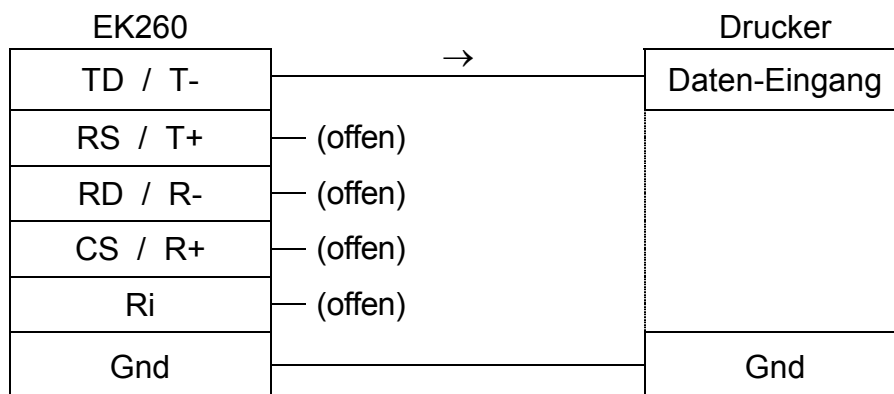 EK260 Drucker
→
TD / T- Daten-Eingang
RS / T+ (offen)
RD / R- (offen)
CS / R+ (offen)
Ri (offen)
Gnd Gnd